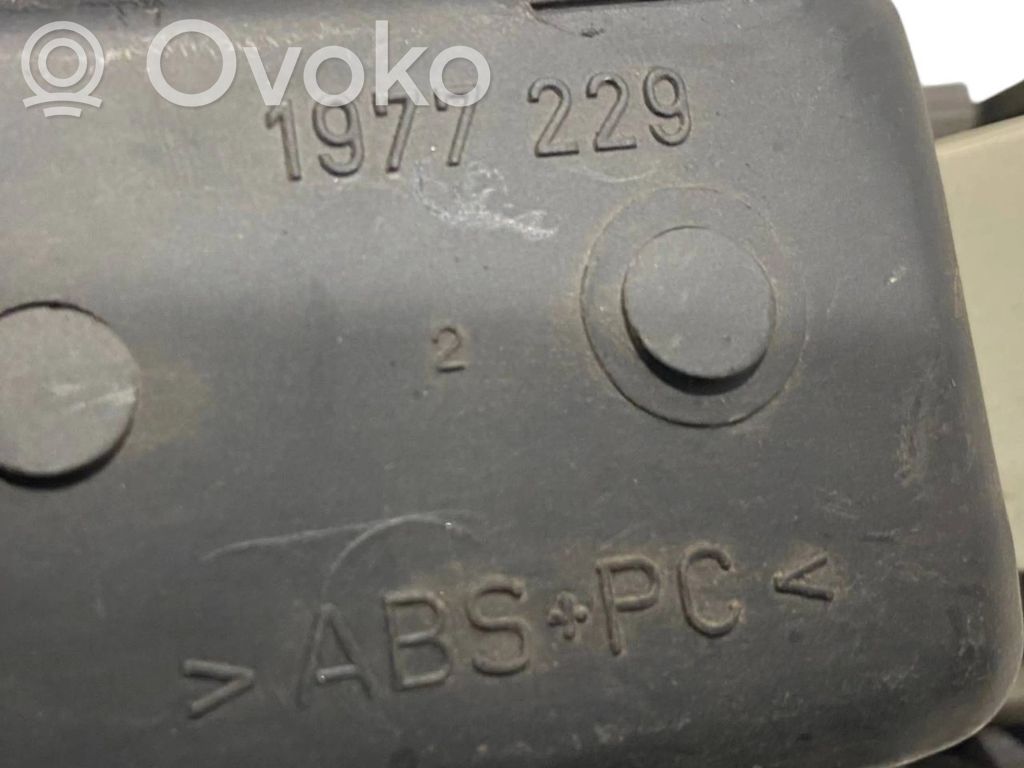 Ovoko
1977 229
2
>ABS+PC<